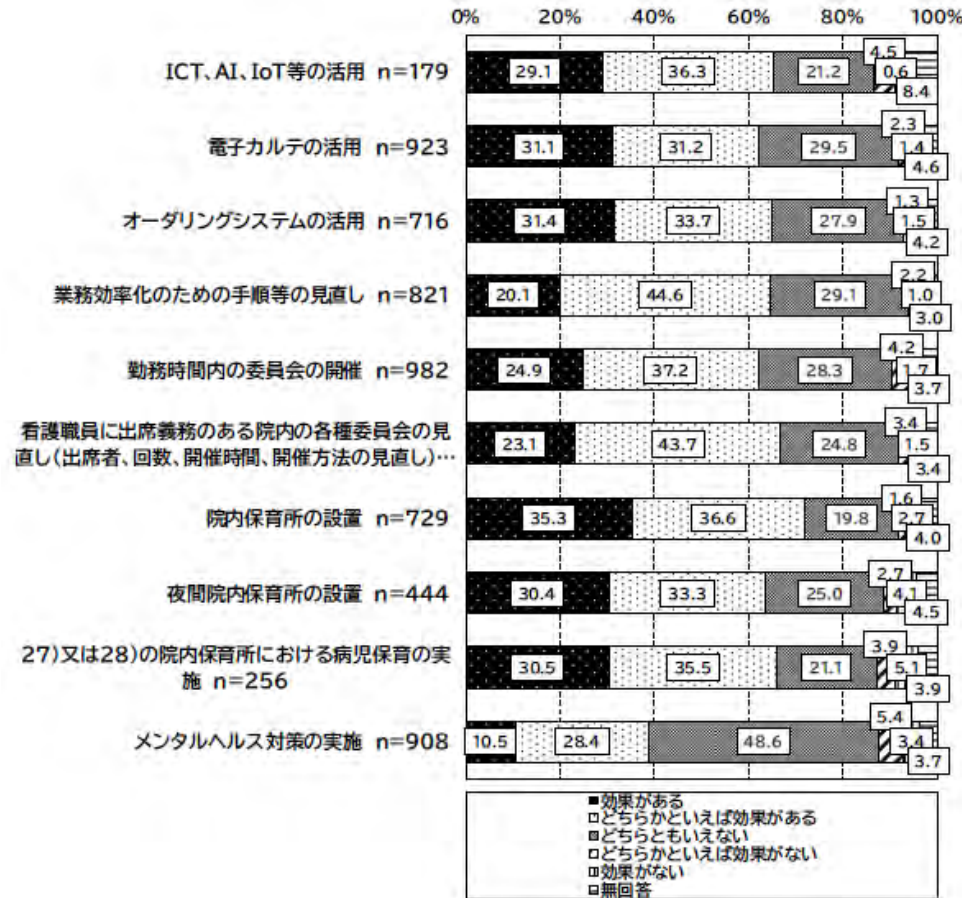 0% 20% 40% 60% 80% 100%
ICT、AI、IoT等の活用 n=179
29.1 36.3 21.2 4.5 0.6 8.4
電子カルテの活用 n=923
31.1 31.2 29.5 2.3 1.4 4.6
オーダリングシステムの活用 n=716
31.4 33.7 27.9 1.3 1.5 4.2
業務効率化のための手順等の見直し n=821
20.1 44.6 29.1 2.2 1.0 3.0
勤務時間内の委員会の開催 n=982
24.9 37.2 28.3 4.2 1.7 3.7
看護職員に出席義務のある院内の各種委員会の見
直し(出席者、回数、開催時間、開催方法の見直し)…
23.1 43.7 24.8 3.4 1.5 3.4
院内保育所の設置 n=729
35.3 36.6 19.8 1.6 2.7 4.0
夜間院内保育所の設置 n=444
30.4 33.3 25.0 2.7 4.1 4.5
27)又は28)の院内保育所における病児保育の実
施 n=256
30.5 35.5 21.1 3.9 5.1 3.9
メンタルヘルス対策の実施 n=908
10.5 28.4 48.6 5.4 3.4 3.7
効果がある
どちらかといえば効果がある
どちらともいえない
どちらかといえば効果がない
効果がない
無回答